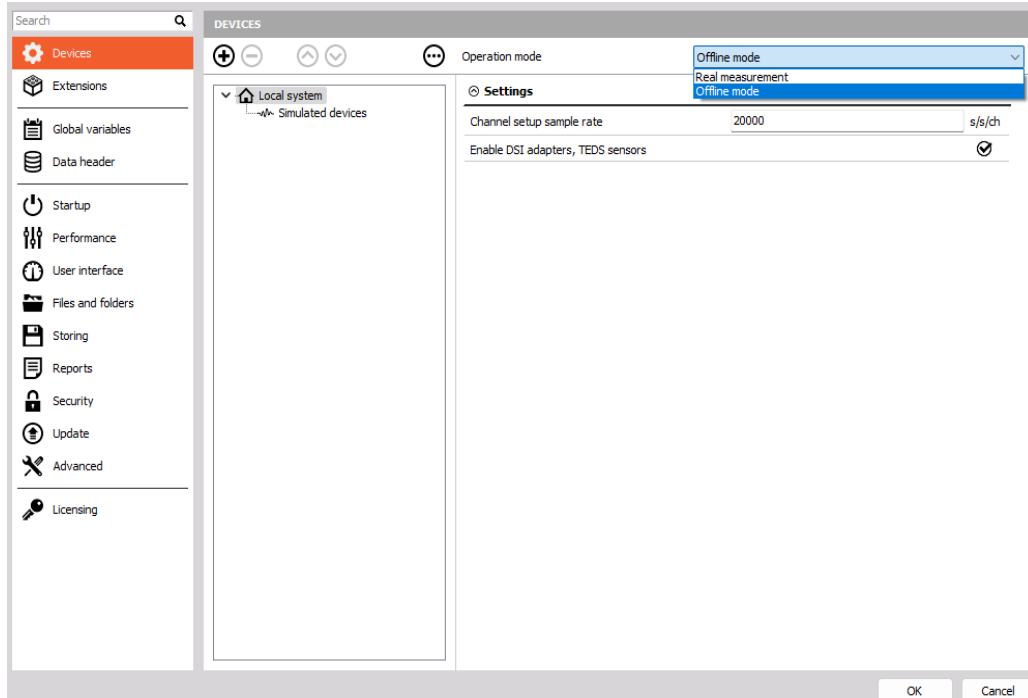 Search
Devices
Extensions
Global variables
Data header
Startup
Performance
User interface
Files and folders
Storing
Reports
Security
Update
Advanced
Licensing
DEVICES
Operation mode
Offline mode
Real measurement
Offline mode
Local system
Simulated devices
Settings
Channel setup sample rate 20000 s/s/ch
Enable DSI adapters, TEDS sensors
OK Cancel